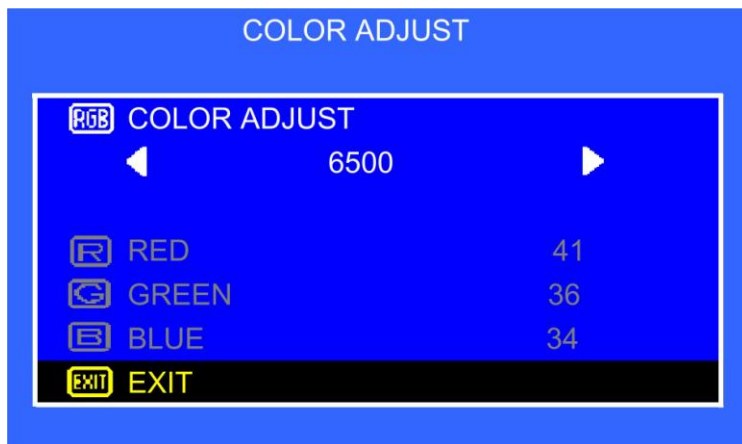 COLOR ADJUST
RGB COLOR ADJUST
6500
R RED 41
G GREEN 36
B BLUE 34
EXIT EXIT